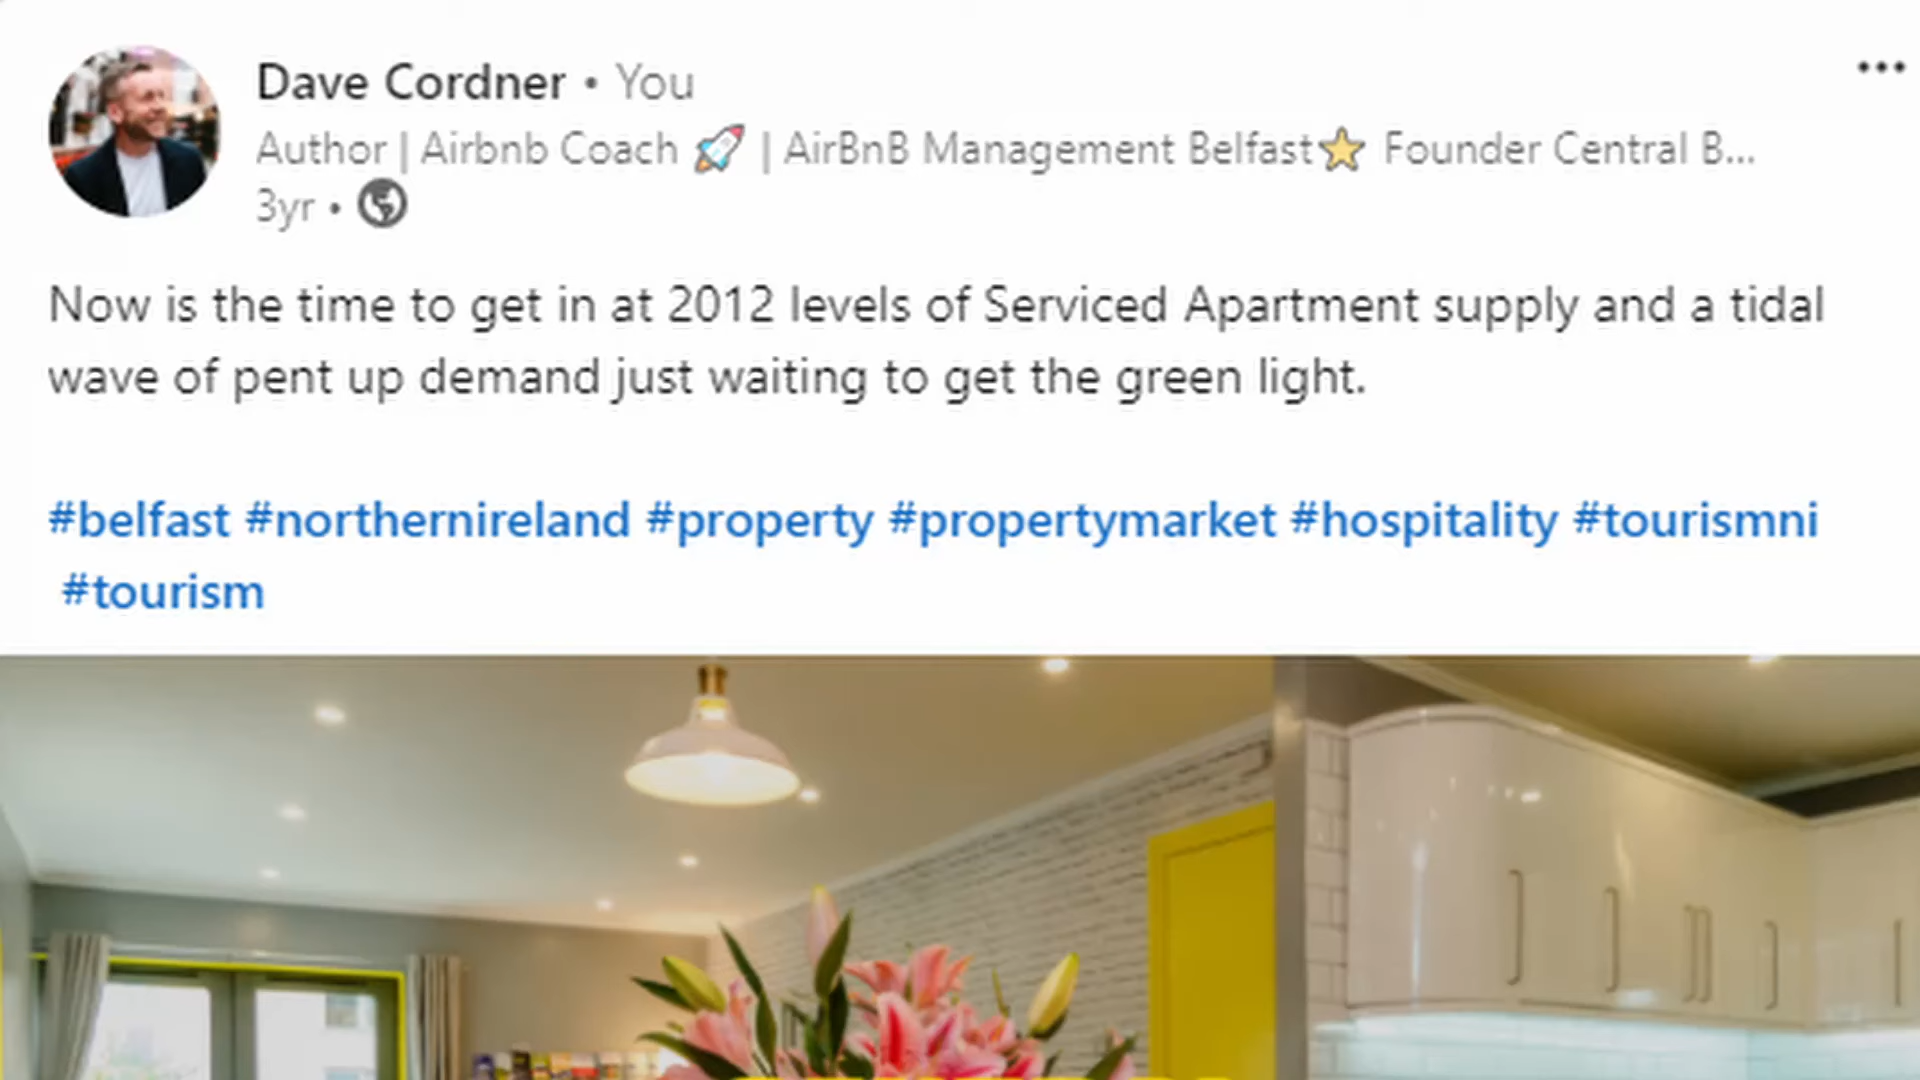 Dave Cordner • You
Author | Airbnb Coach 🚀 | AirBnB Management Belfast⭐ Founder Central B...
3yr •
Now is the time to get in at 2012 levels of Serviced Apartment supply and a tidal
wave of pent up demand just waiting to get the green light.
#belfast #northernireland #property #propertymarket #hospitality #tourismni
#tourism